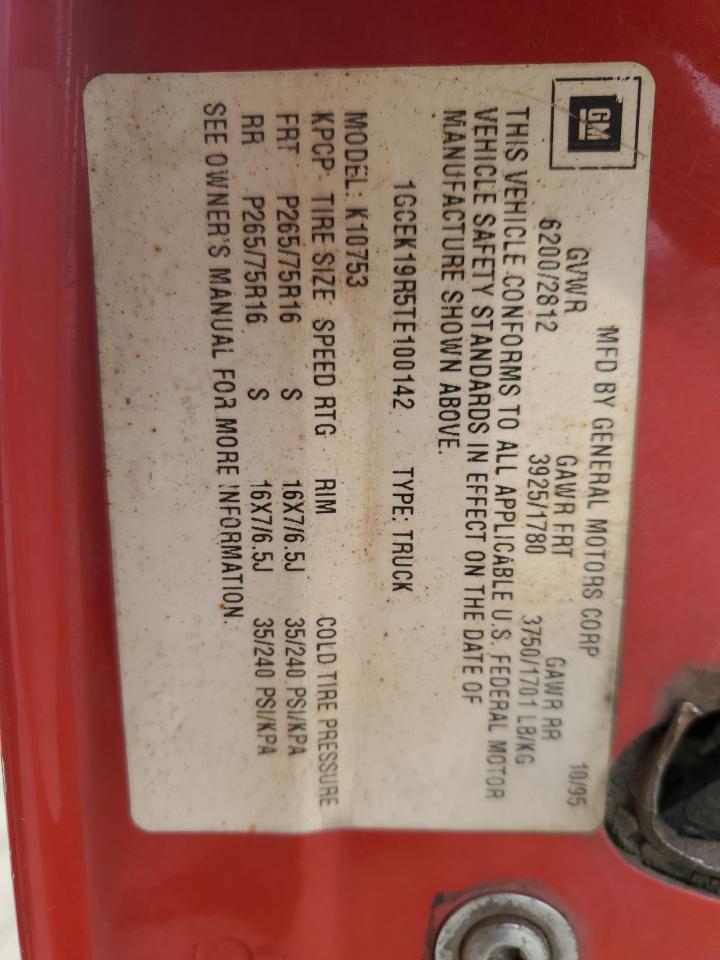 GM
MFD BY GENERAL MOTORS CORP 10/95
GVWR GAWR FRT GAWR RR
6200/2812 3925/1780 3750/1701 LB/KG
THIS VEHICLE CONFORMS TO ALL APPLICABLE U.S. FEDERAL MOTOR
VEHICLE SAFETY STANDARDS IN EFFECT ON THE DATE OF
MANUFACTURE SHOWN ABOVE.
1GCEK19R5TE100142 TYPE: TRUCK
MODEL: K10753
KPCP TIRE SIZE SPEED RTG RIM COLD TIRE PRESSURE
FRT P265/75R16 S 16X7/6.5J 35/240 PSI/KPA
RR P265/75R16 S 16X7/6.5J 35/240 PSI/KPA
SEE OWNER'S MANUAL FOR MORE INFORMATION.